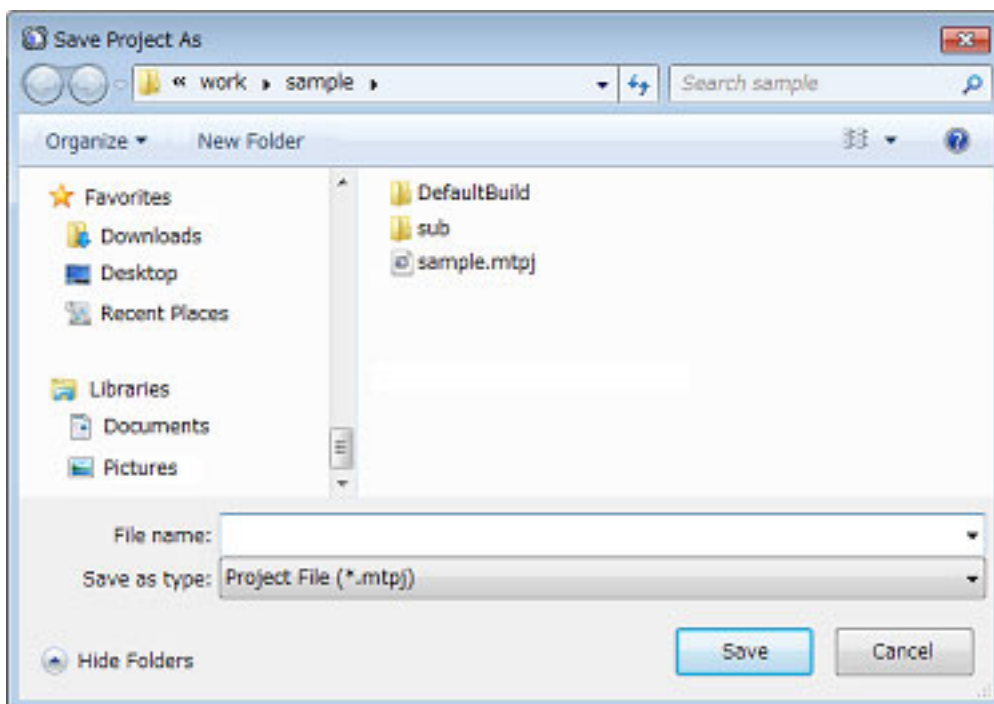 Save Project As
« work ▸ sample ▸ Search sample
Organize ▾ New Folder
Favorites
Downloads
Desktop
Recent Places
Libraries
Documents
Pictures
DefaultBuild
sub
sample.mtpj
File name:
Save as type: Project File (*.mtpj)
Hide Folders
Save
Cancel